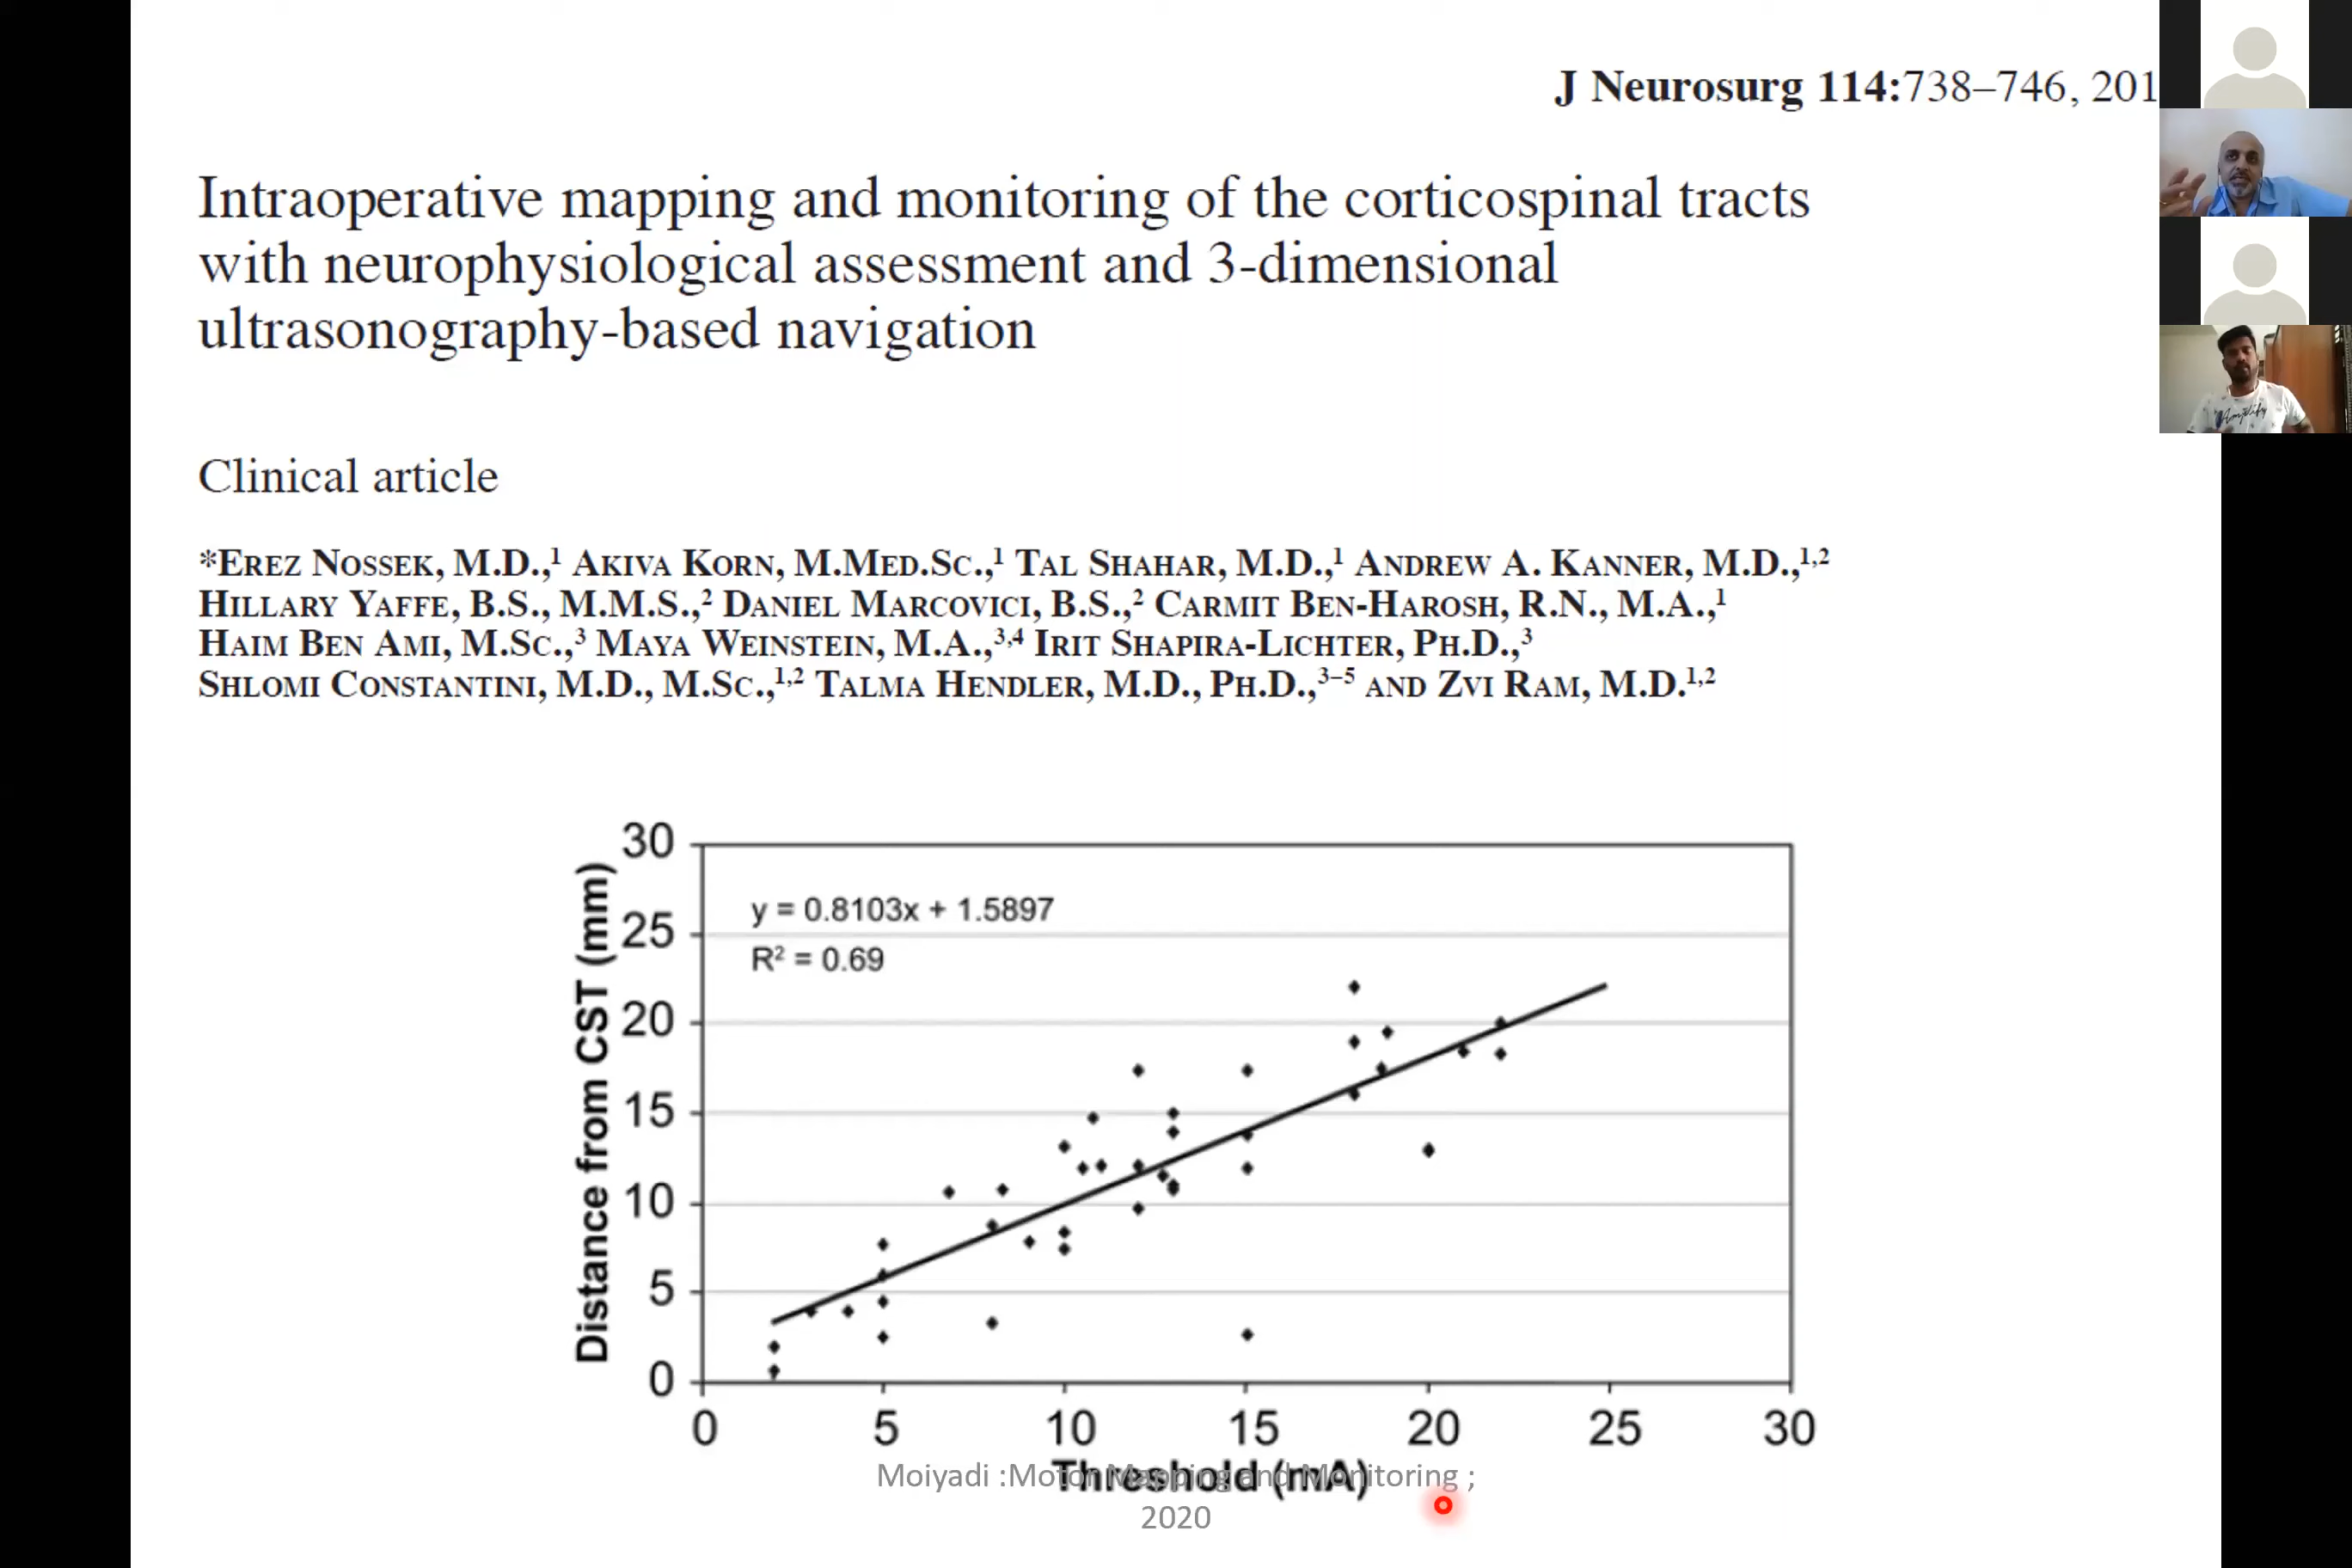 J Neurosurg 114:738–746, 201
Intraoperative mapping and monitoring of the corticospinal tracts
with neurophysiological assessment and 3-dimensional
ultrasonography-based navigation
Clinical article
*EREZ NOSSEK, M.D.,1 AKIVA KORN, M.MED.SC.,1 TAL SHAHAR, M.D.,1 ANDREW A. KANNER, M.D.,1,2
HILLARY YAFFE, B.S., M.M.S.,2 DANIEL MARCOVICI, B.S.,2 CARMIT BEN-HAROSH, R.N., M.A.,1
HAIM BEN AMI, M.SC.,3 MAYA WEINSTEIN, M.A.,3,4 IRIT SHAPIRA-LICHTER, PH.D.,3
SHLOMI CONSTANTINI, M.D., M.SC.,1,2 TALMA HENDLER, M.D., PH.D.,3–5 AND ZVI RAM, M.D.1,2
Distance from CST (mm)
30
25
20
15
10
5
0
y = 0.8103x + 1.5897
R² = 0.69
0 5 10 15 20 25 30
Threshold (mA)
Moiyadi :Motor Mapping and Monitoring ;
2020
Amplify